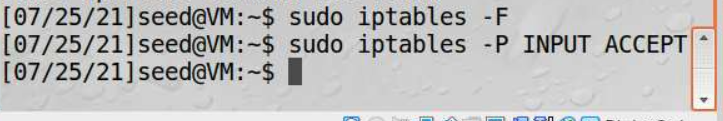 [07/25/21]seed@VM:~$ sudo iptables -F
[07/25/21]seed@VM:~$ sudo iptables -P INPUT ACCEPT
[07/25/21]seed@VM:~$